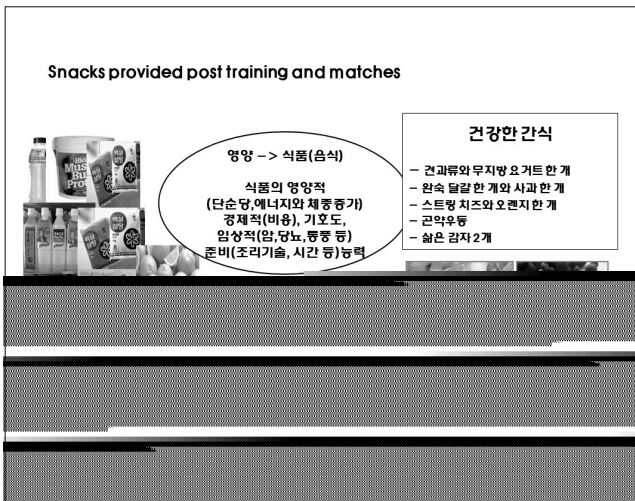 Snacks provided post training and matches
영양 -> 식품(음식)
식품의 영양적
(단순당,에너지와 체중증가)
경제적(비용), 기호도,
임상적(암,당뇨,통풍 등)
준비(조리기술, 시간 등)능력
건강한 간식
- 견과류와 무지방 요거트 한 개
- 완숙 달걀 한 개와 사과 한 개
- 스트링 치즈와 오렌지 한 개
- 곤약우동
- 삶은 감자 2개